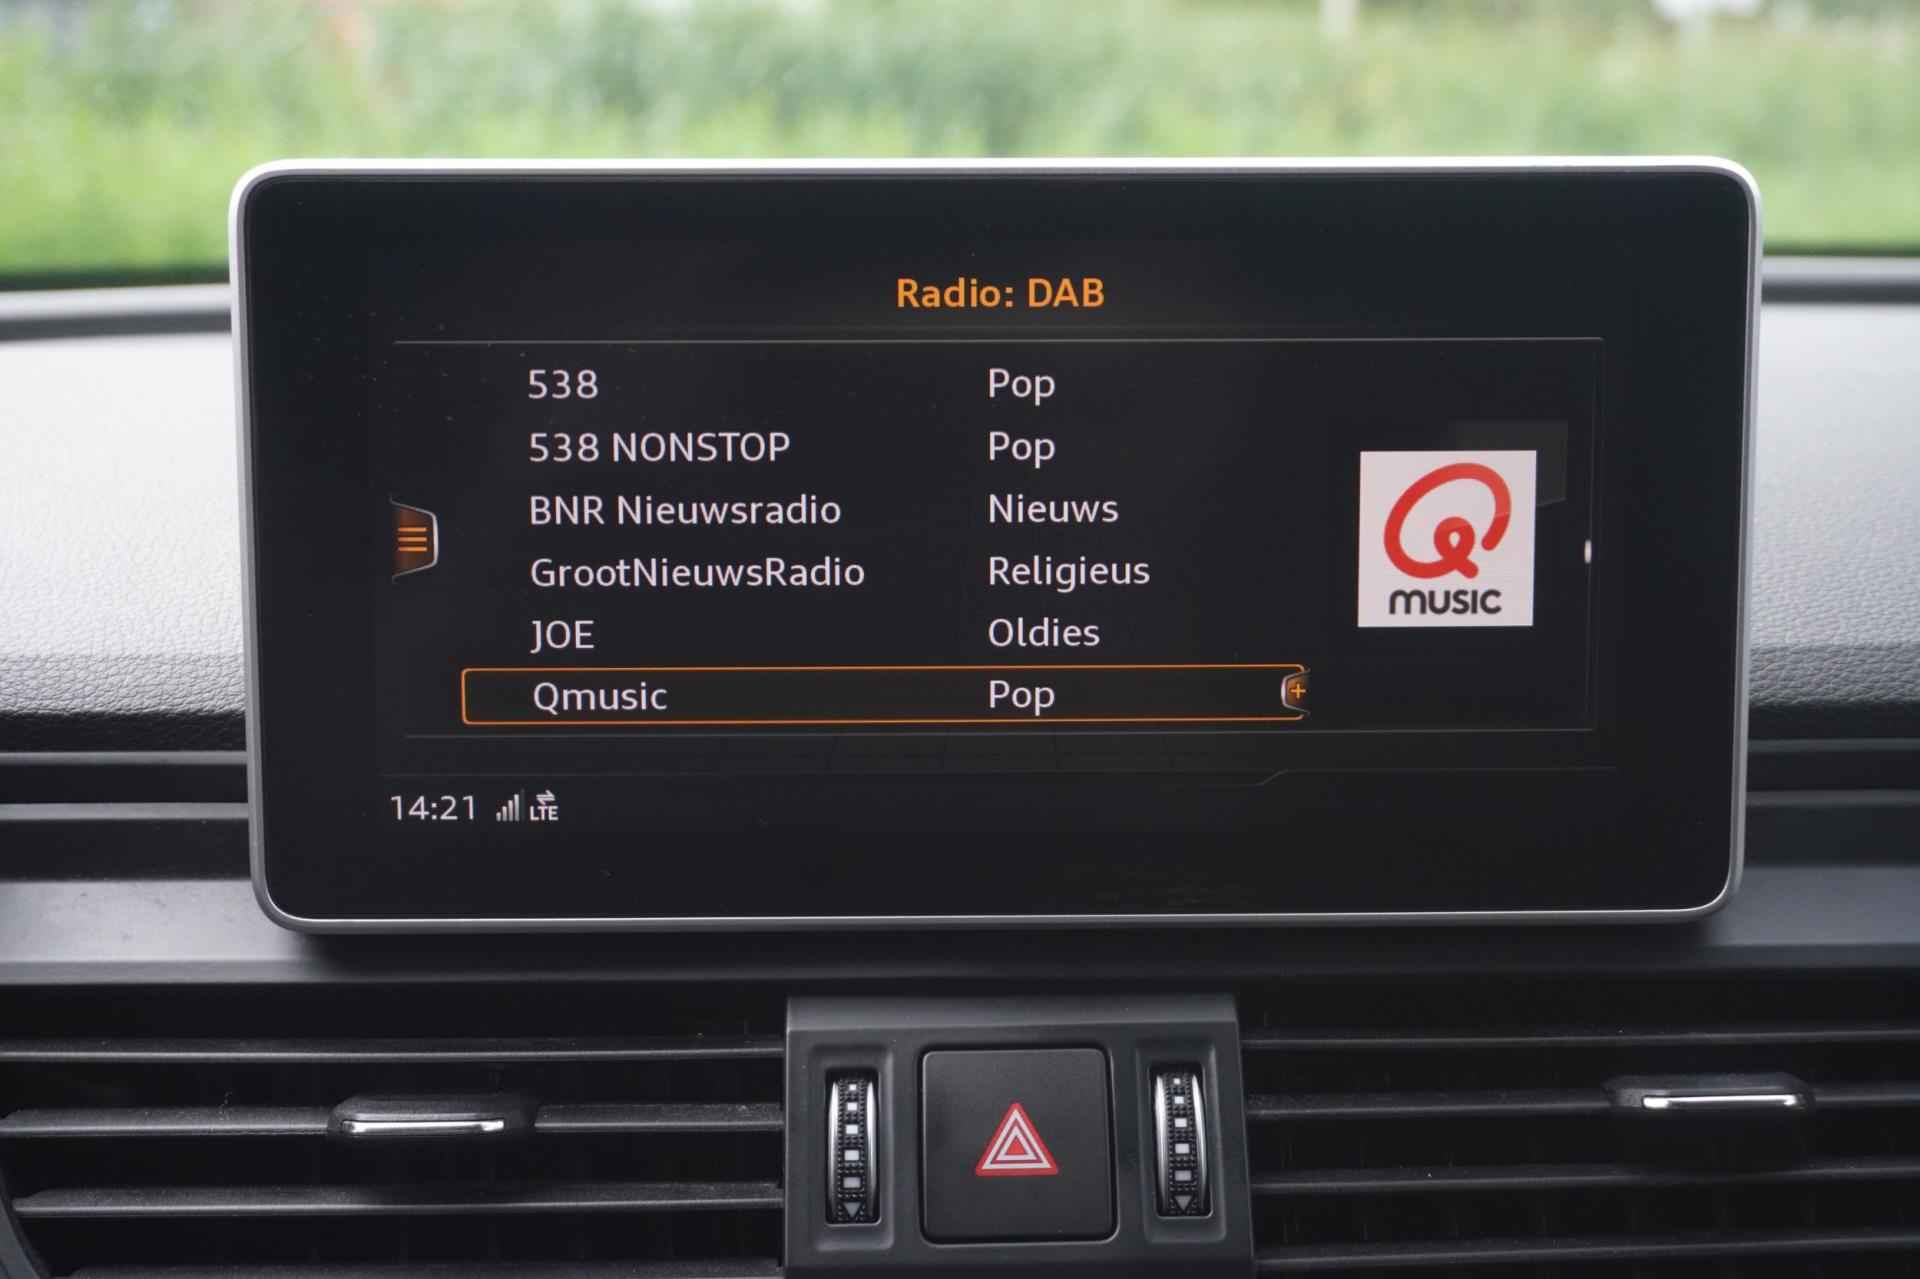 Radio: DAB
538 Pop
538 NONSTOP Pop
BNR Nieuwsradio Nieuws
GrootNieuwsRadio Religieus
JOE Oldies
Qmusic Pop
Q
MUSIC
14:21 LTE